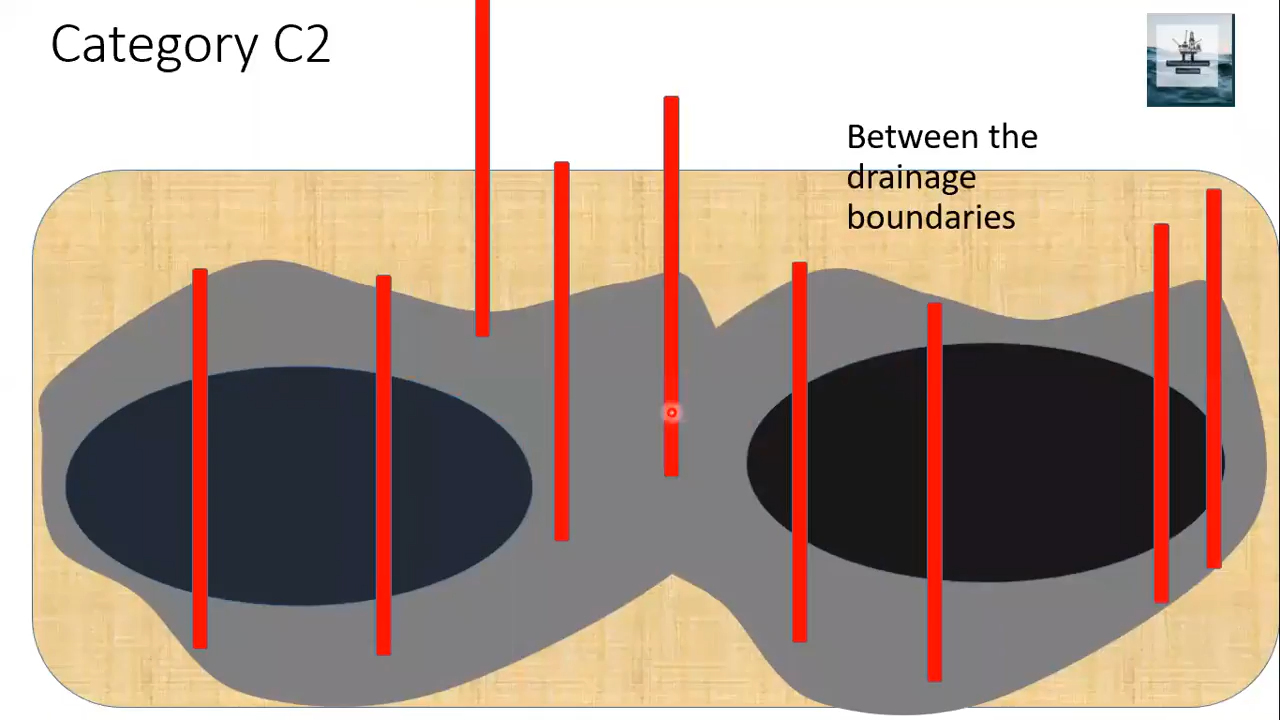 Category C2
Between the
drainage
boundaries